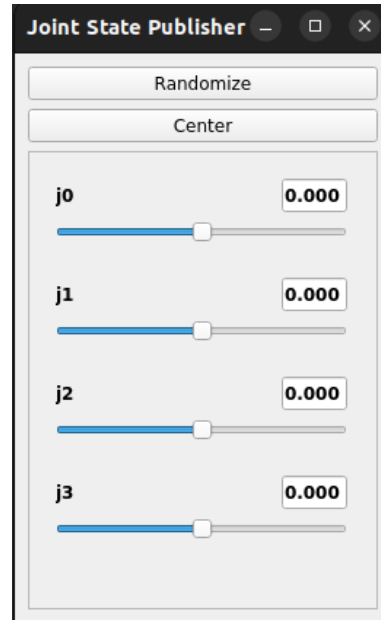 Joint State Publisher
Randomize
Center
j0 0.000
j1 0.000
j2 0.000
j3 0.000